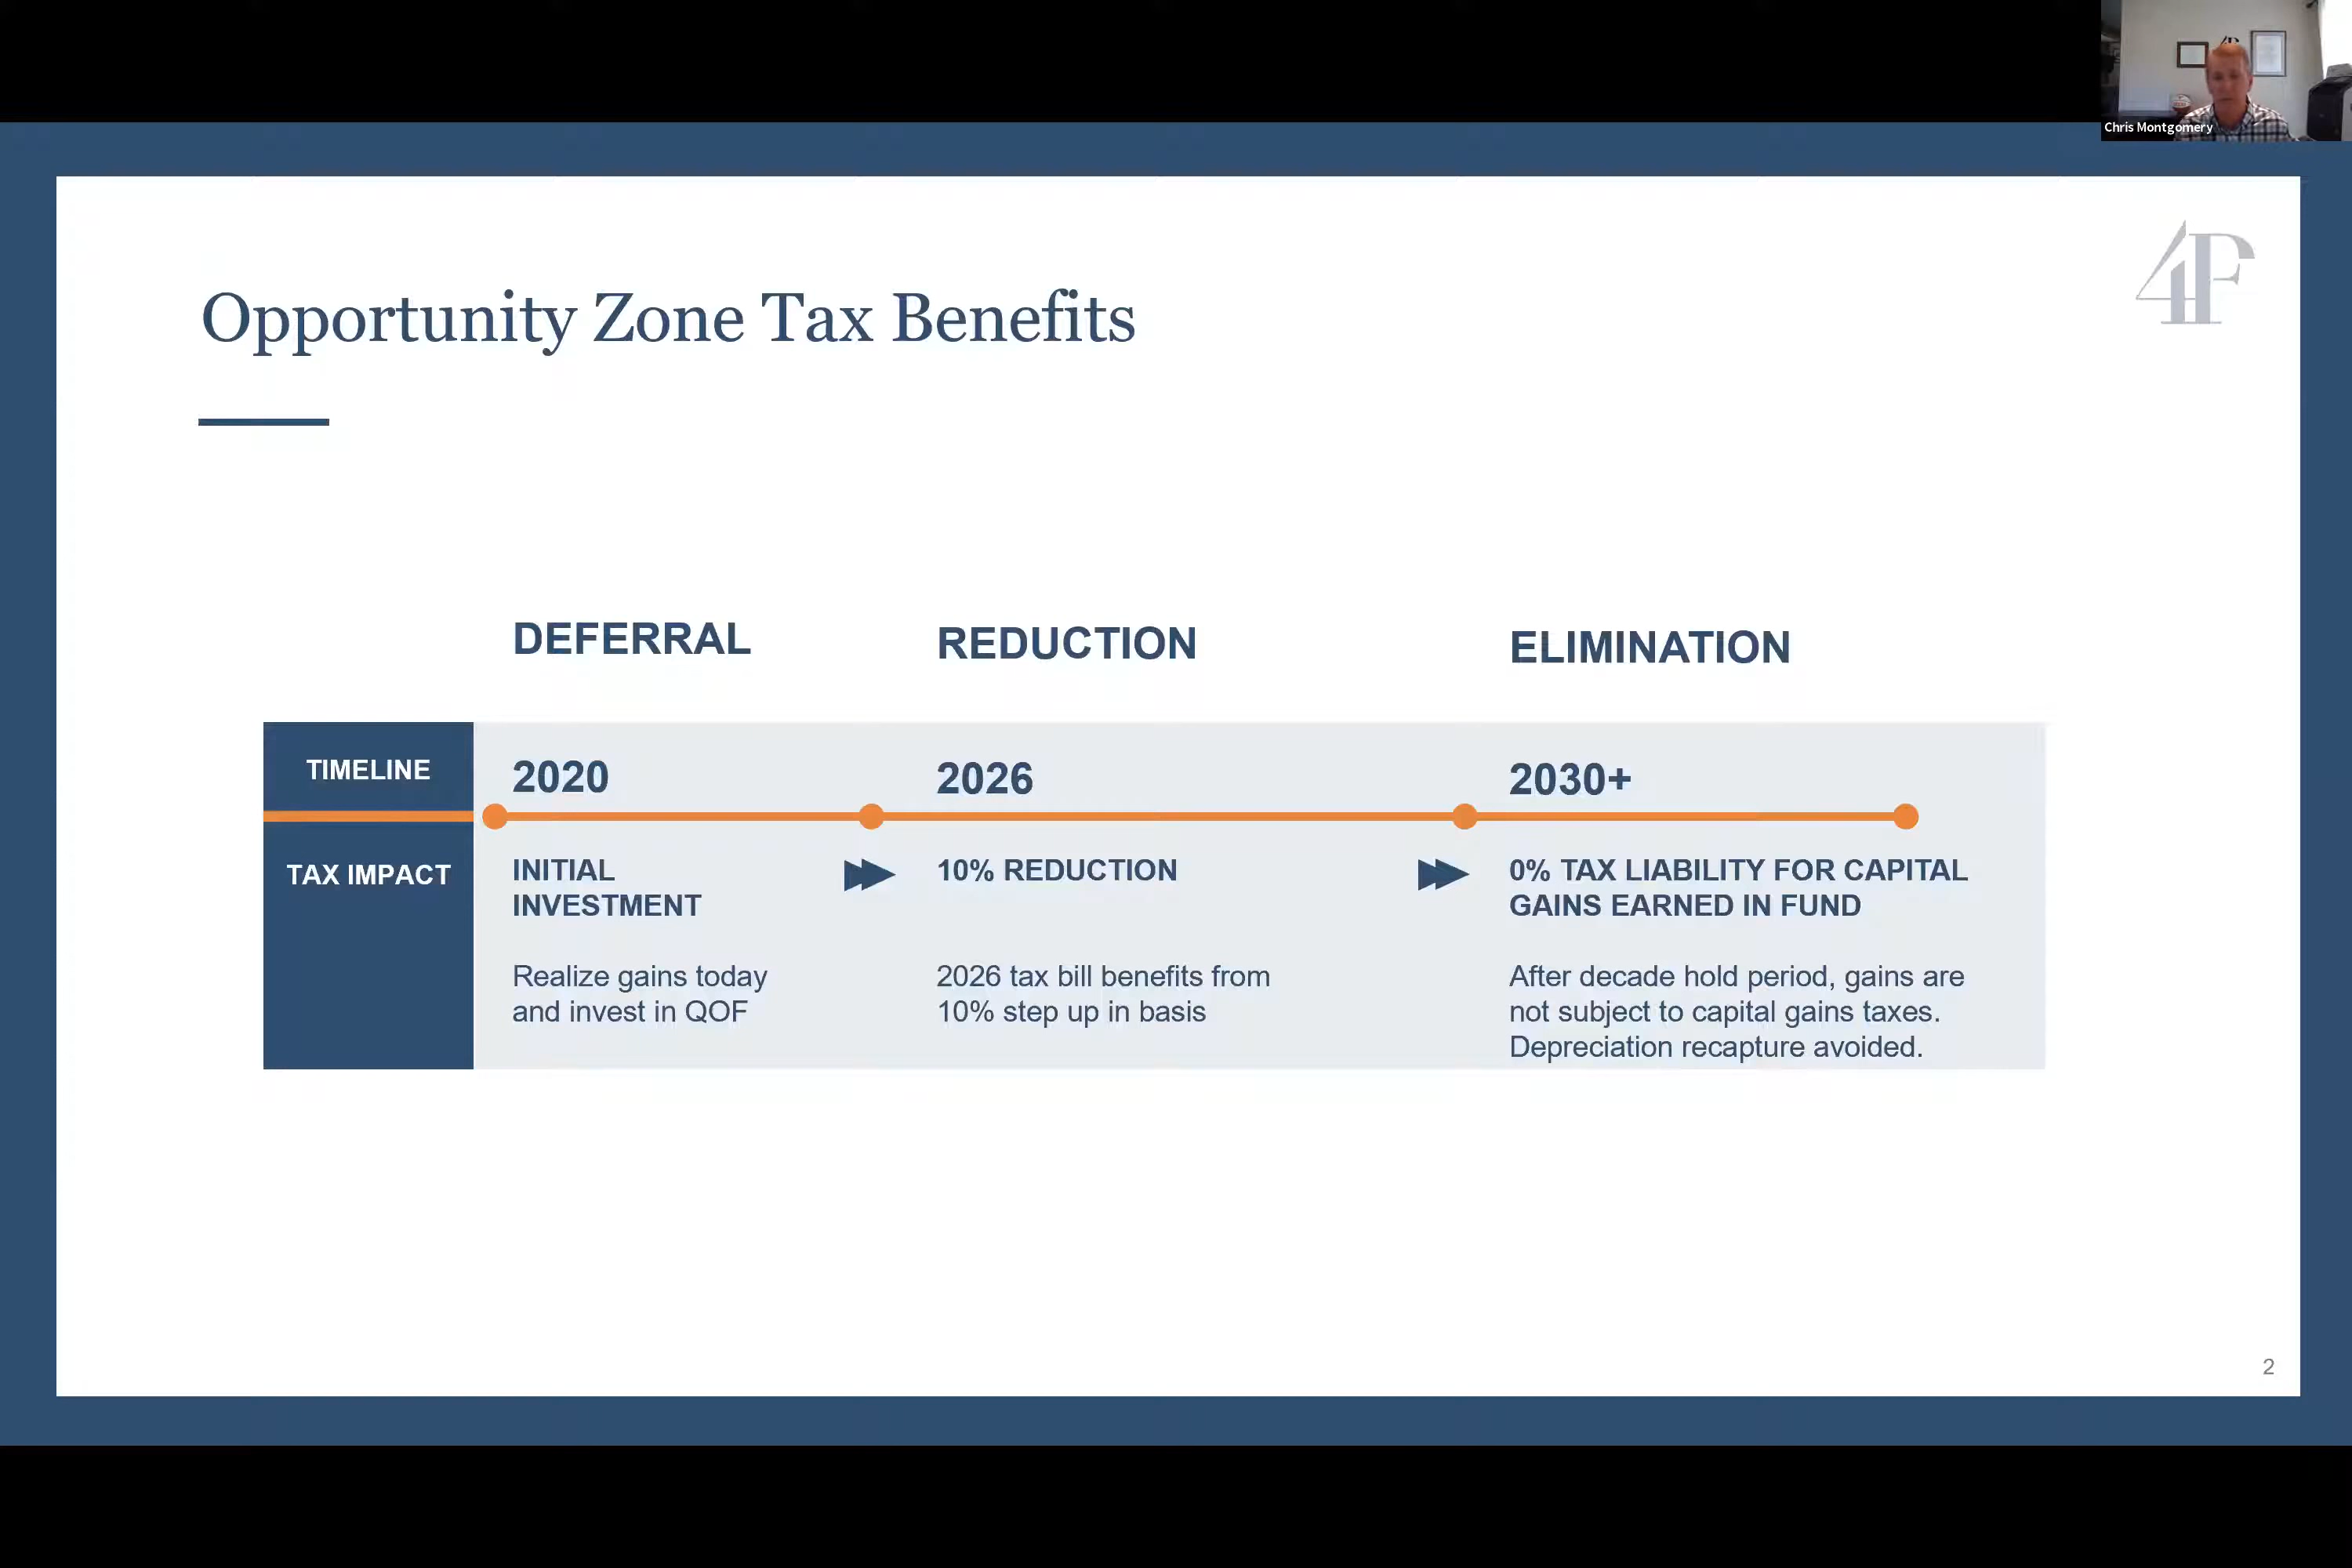 Chris Montgomery
4P
Opportunity Zone Tax Benefits
DEFERRAL
REDUCTION
ELIMINATION
TIMELINE
2020
2026
2030+
TAX IMPACT
INITIAL
INVESTMENT
Realize gains today
and invest in QOF
10% REDUCTION
2026 tax bill benefits from
10% step up in basis
0% TAX LIABILITY FOR CAPITAL
GAINS EARNED IN FUND
After decade hold period, gains are
not subject to capital gains taxes.
Depreciation recapture avoided.
2